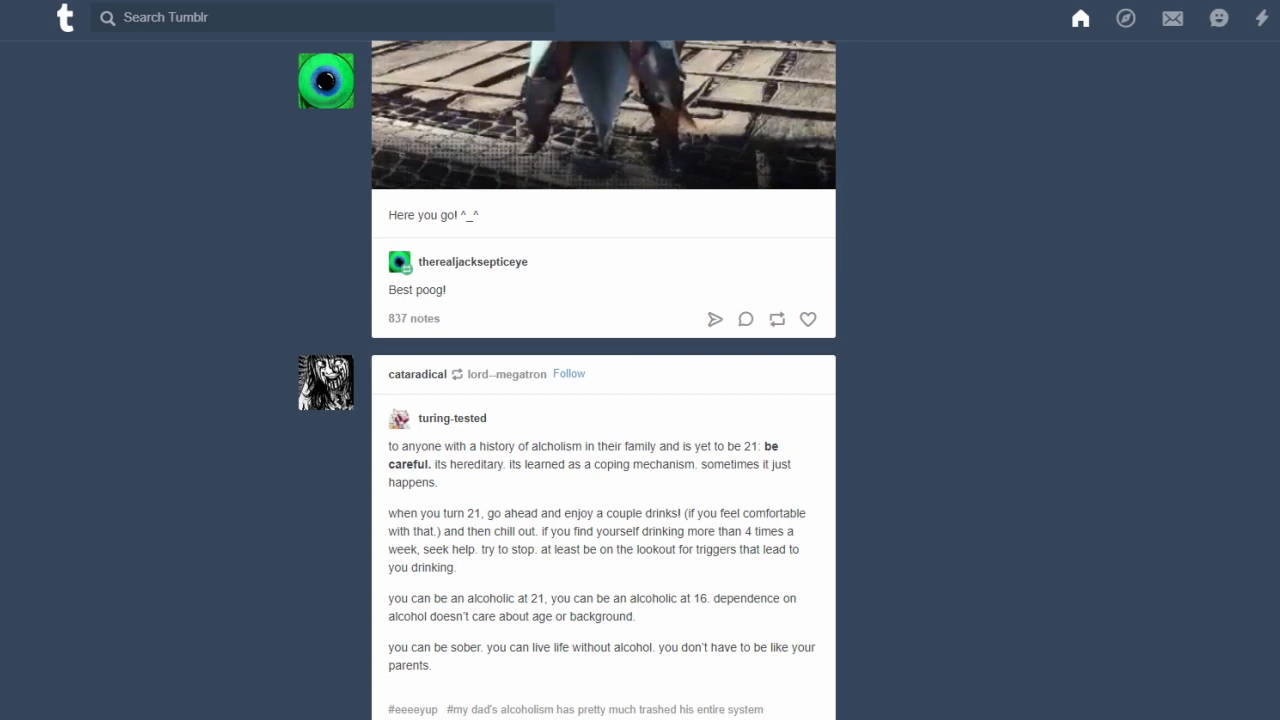 t Search Tumblr
Here you go! ^_^
therealjacksepticeye
Best poog!
837 notes
cataradical lord--megatron Follow
turing-tested
to anyone with a history of alcholism in their family and is yet to be 21: be
careful. its hereditary. its learned as a coping mechanism. sometimes it just
happens.
when you turn 21, go ahead and enjoy a couple drinks! (if you feel comfortable
with that.) and then chill out. if you find yourself drinking more than 4 times a
week, seek help. try to stop. at least be on the lookout for triggers that lead to
you drinking.
you can be an alcoholic at 21, you can be an alcoholic at 16. dependence on
alcohol doesn't care about age or background.
you can be sober. you can live life without alcohol. you don't have to be like your
parents.
#eeeeyup #my dad's alcoholism has pretty much trashed his entire system